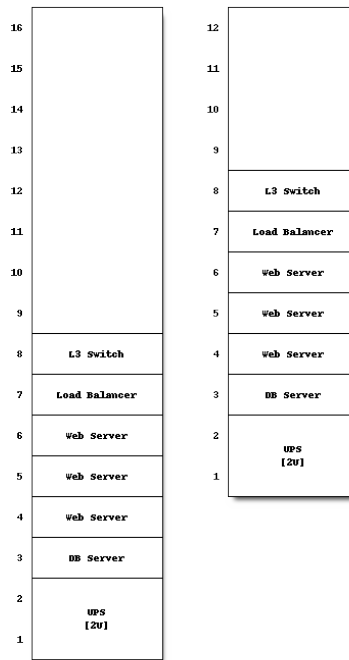 16
15
14
13
12
11
10
9
8 L3 Switch
7 Load Balancer
6 Web Server
5 Web Server
4 Web Server
3 DB Server
2
UPS
[2U]
1
12
11
10
9
8 L3 Switch
7 Load Balancer
6 Web Server
5 Web Server
4 Web Server
3 DB Server
2
UPS
[2U]
1